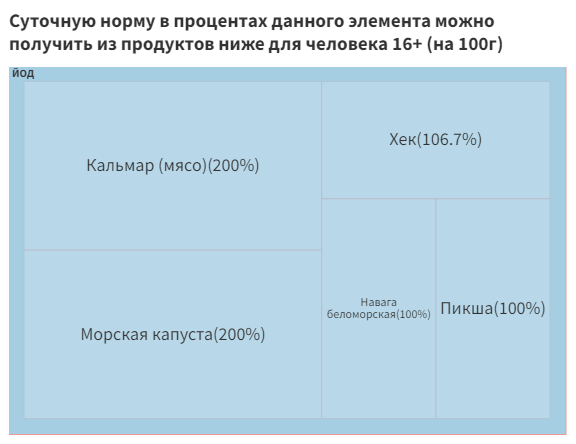 Суточную норму в процентах данного элемента можно
получить из продуктов ниже для человека 16+ (на 100г)
йод
Кальмар (мясо)(200%)
Хек(106.7%)
Морская капуста(200%)
Навага
беломорская(100%)
Пикша(100%)